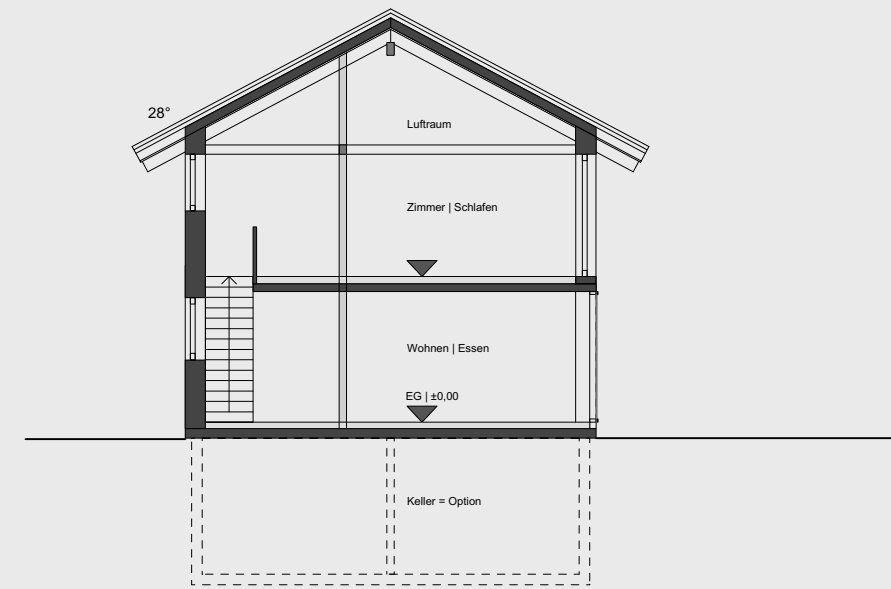 28°
Luftraum
Zimmer | Schlafen
Wohnen | Essen
EG | ±0,00
Keller = Option